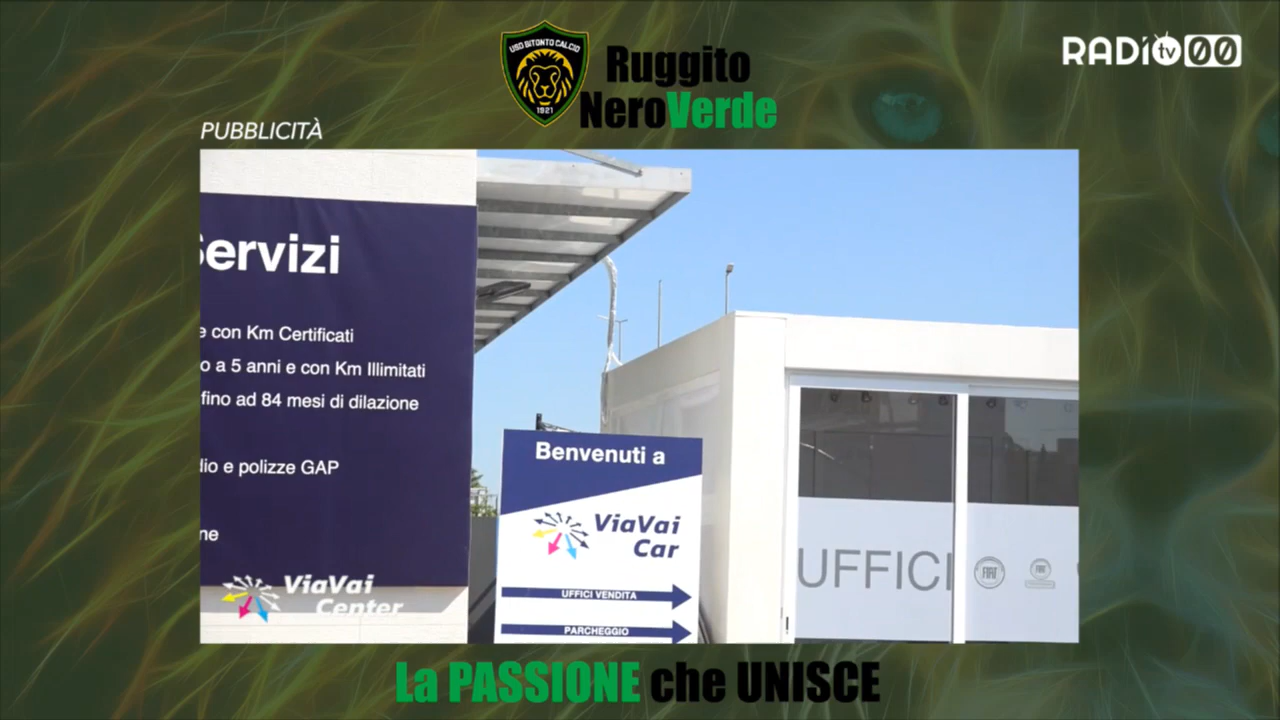 USD BITONTO CALCIO
1921
Ruggito
NeroVerde
RADIO tv 00
PUBBLICITÀ
Servizi
e con Km Certificati
o a 5 anni e con Km Illimitati
fino ad 84 mesi di dilazione
dio e polizze GAP
ne
ViaVai
Center
Benvenuti a
ViaVai
Car
UFFICI VENDITA
PARCHEGGIO
UFFICI
FIAT
FIAT
La PASSIONE che UNISCE